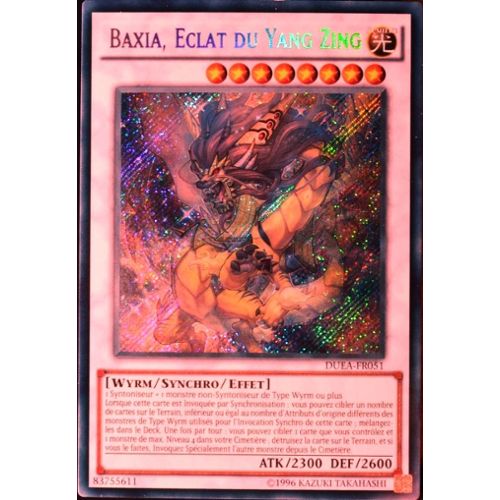 BAXIA, ECLAT DU YANG ZING
光
DUEA-FR051
[WYRM/SYNCHRO/EFFET]
1 Syntoniseur + 1 monstre non-Syntoniseur de Type Wyrm ou plus
Lorsque cette carte est Invoquée par Synchronisation : vous pouvez cibler un nombre
de cartes sur le Terrain, inférieur ou égal au nombre d'Attributs d'origine différents des
monstres de Type Wyrm utilisés pour l'Invocation Synchro de cette carte ; mélangez-
les dans le Deck. Une fois par tour : vous pouvez cibler 1 carte que vous contrôlez et
1 monstre de max. Niveau 4 dans votre Cimetière ; détruisez la carte sur le Terrain, et si
vous le faites, Invoquez Spécialement l'autre monstre depuis le Cimetière.
ATK/2300 DEF/2600
83755611
©1996 KAZUKI TAKAHASHI